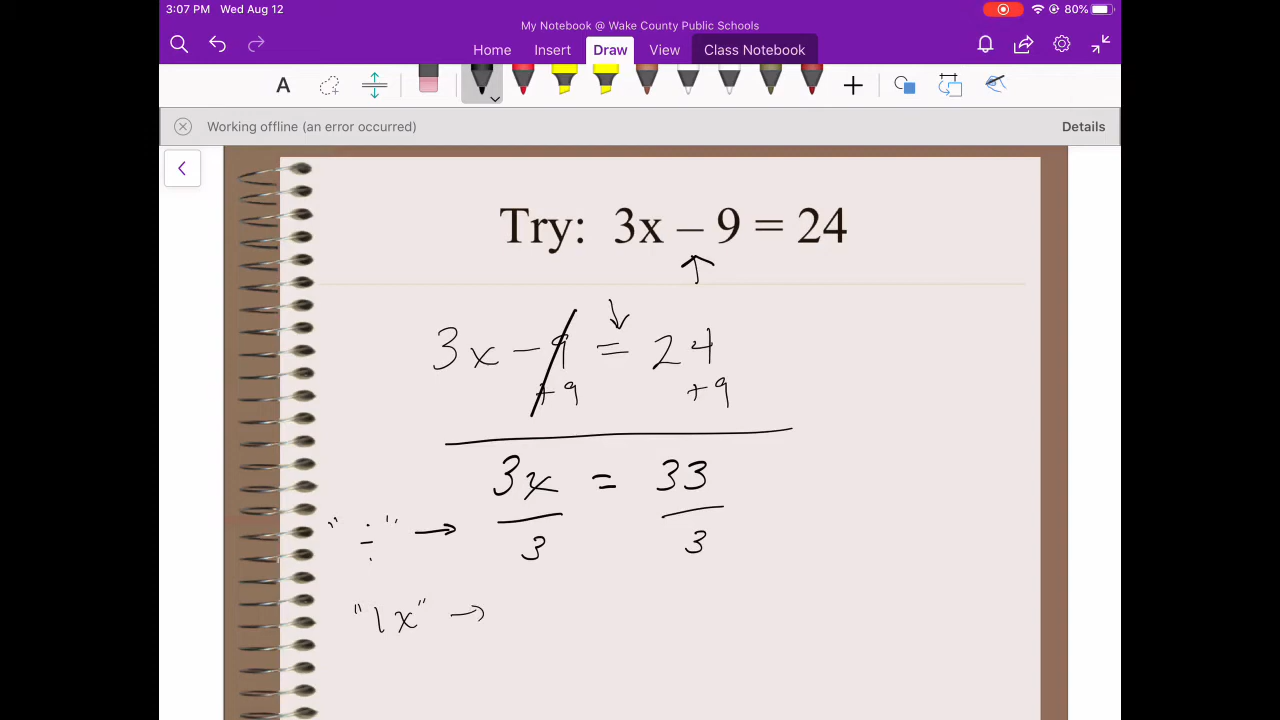 3:07 PM Wed Aug 12
80%
My Notebook @ Wake County Public Schools
Home Insert Draw View Class Notebook
A
Working offline (an error occurred)
Details
Try: 3x – 9 = 24
3x - 9 = 24
+9 +9
3x = 33
"÷" → 3 3
"1x" →